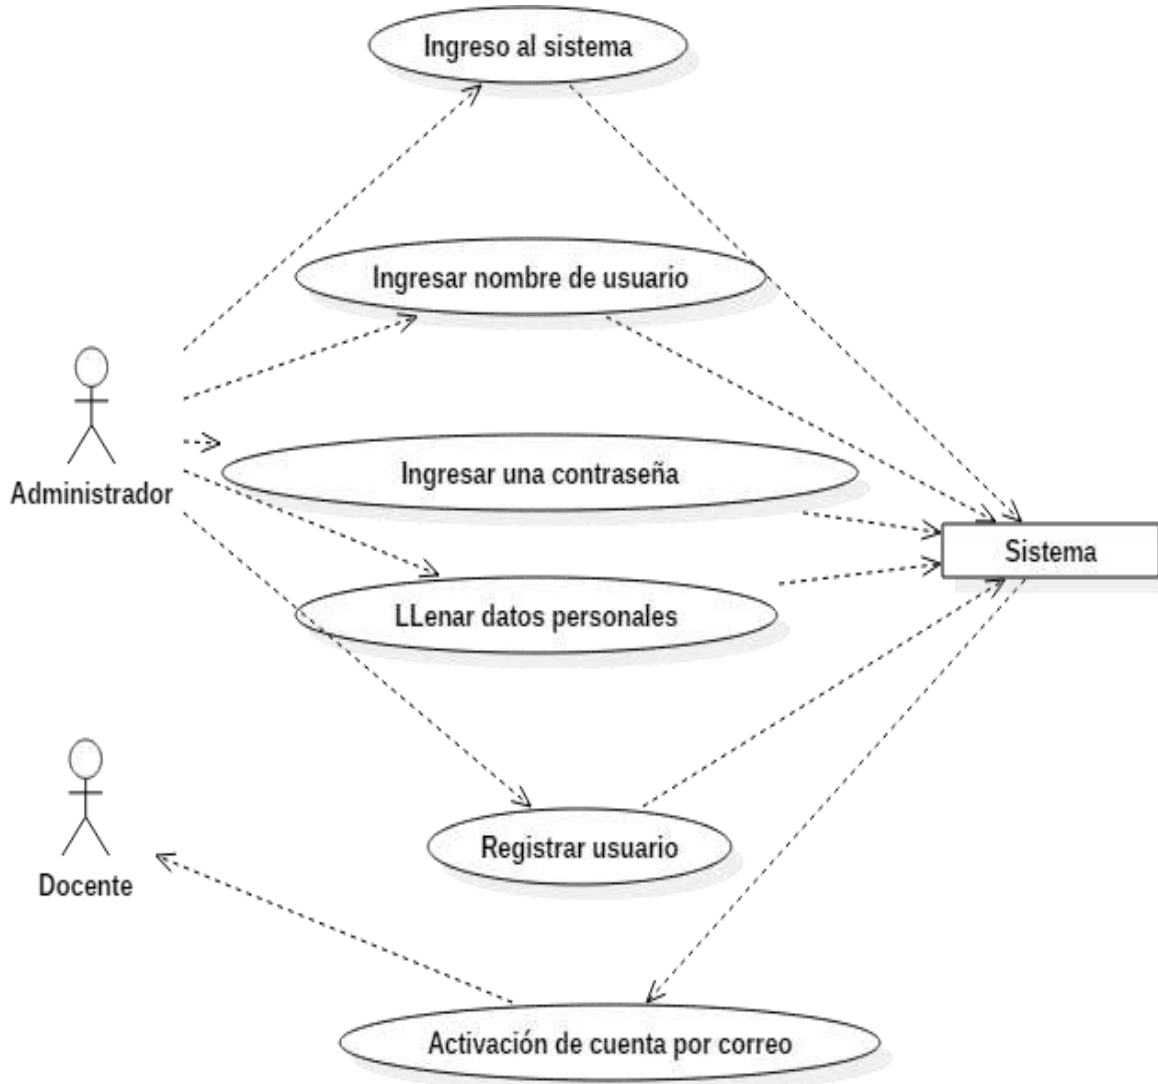 Ingreso al sistema
Ingresar nombre de usuario
Administrador
Ingresar una contraseña
Sistema
LLenar datos personales
Registrar usuario
Docente
Activación de cuenta por correo